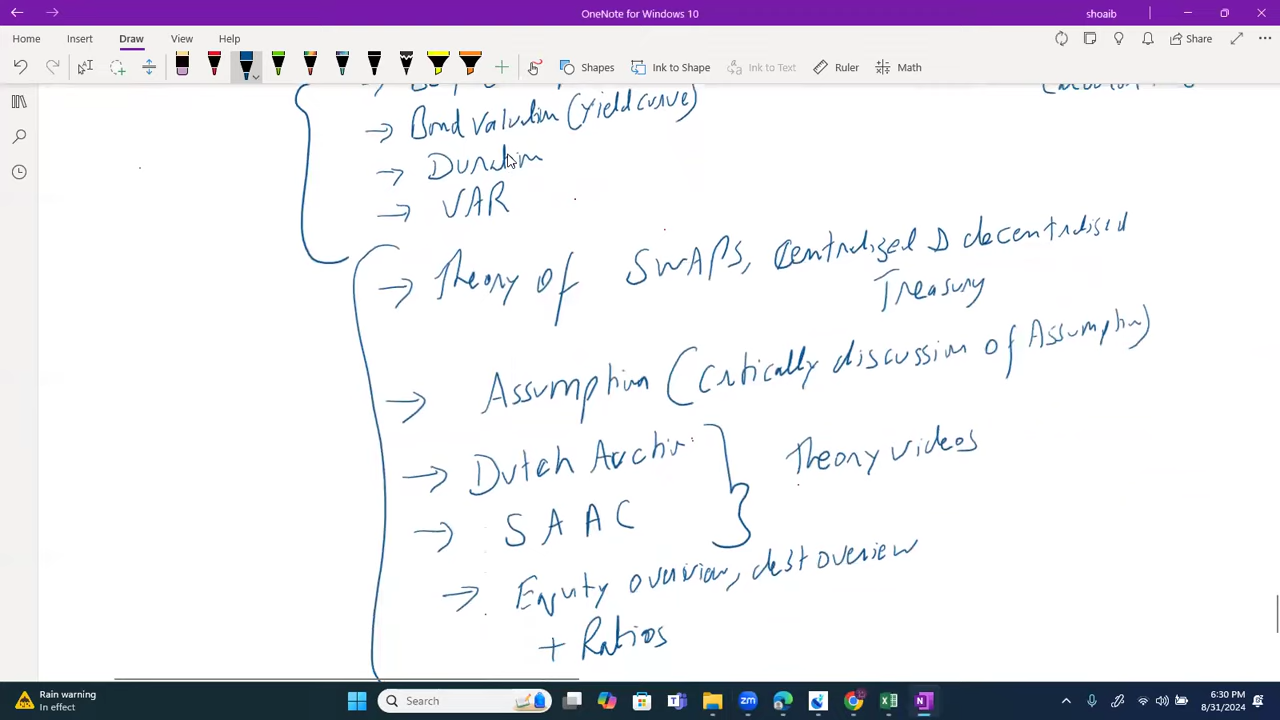 OneNote for Windows 10
shoaib
Home Insert Draw View Help
Share
Shapes
Ink to Shape
Ink to Text
Ruler
Math
→ Bond Valuation (yield curve)
→ Duration
→ VAR
→ Theory of SWAPS, Centralized & decentralised
Treasury
→ Assumption (critically discussion of Assumption)
→ Dutch Auction
Theory videos
→ SAAC
→ Equity overview, debt overview
+ Ratios
Rain warning
In effect
Search
6:30 PM
8/31/2024